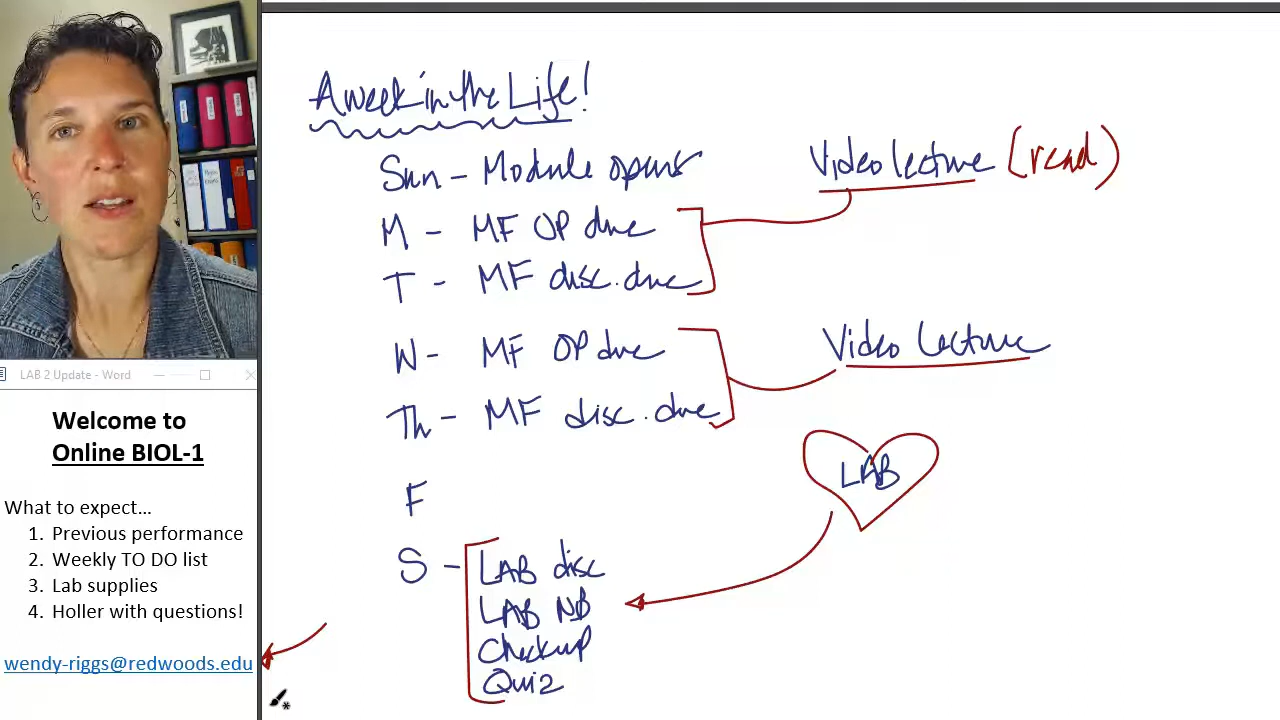 A week in the Life!
Sun - Module opens
M - MF OP due
T - MF disc. due
Video lecture (read)
W - MF OP due
Th - MF disc. due
Video Lecture
F
LAB
S - LAB disc
LAB NB
Checkup
Quiz
LAB 2 Update - Word
Welcome to
Online BIOL-1
What to expect...
1. Previous performance
2. Weekly TO DO list
3. Lab supplies
4. Holler with questions!
wendy-riggs@redwoods.edu